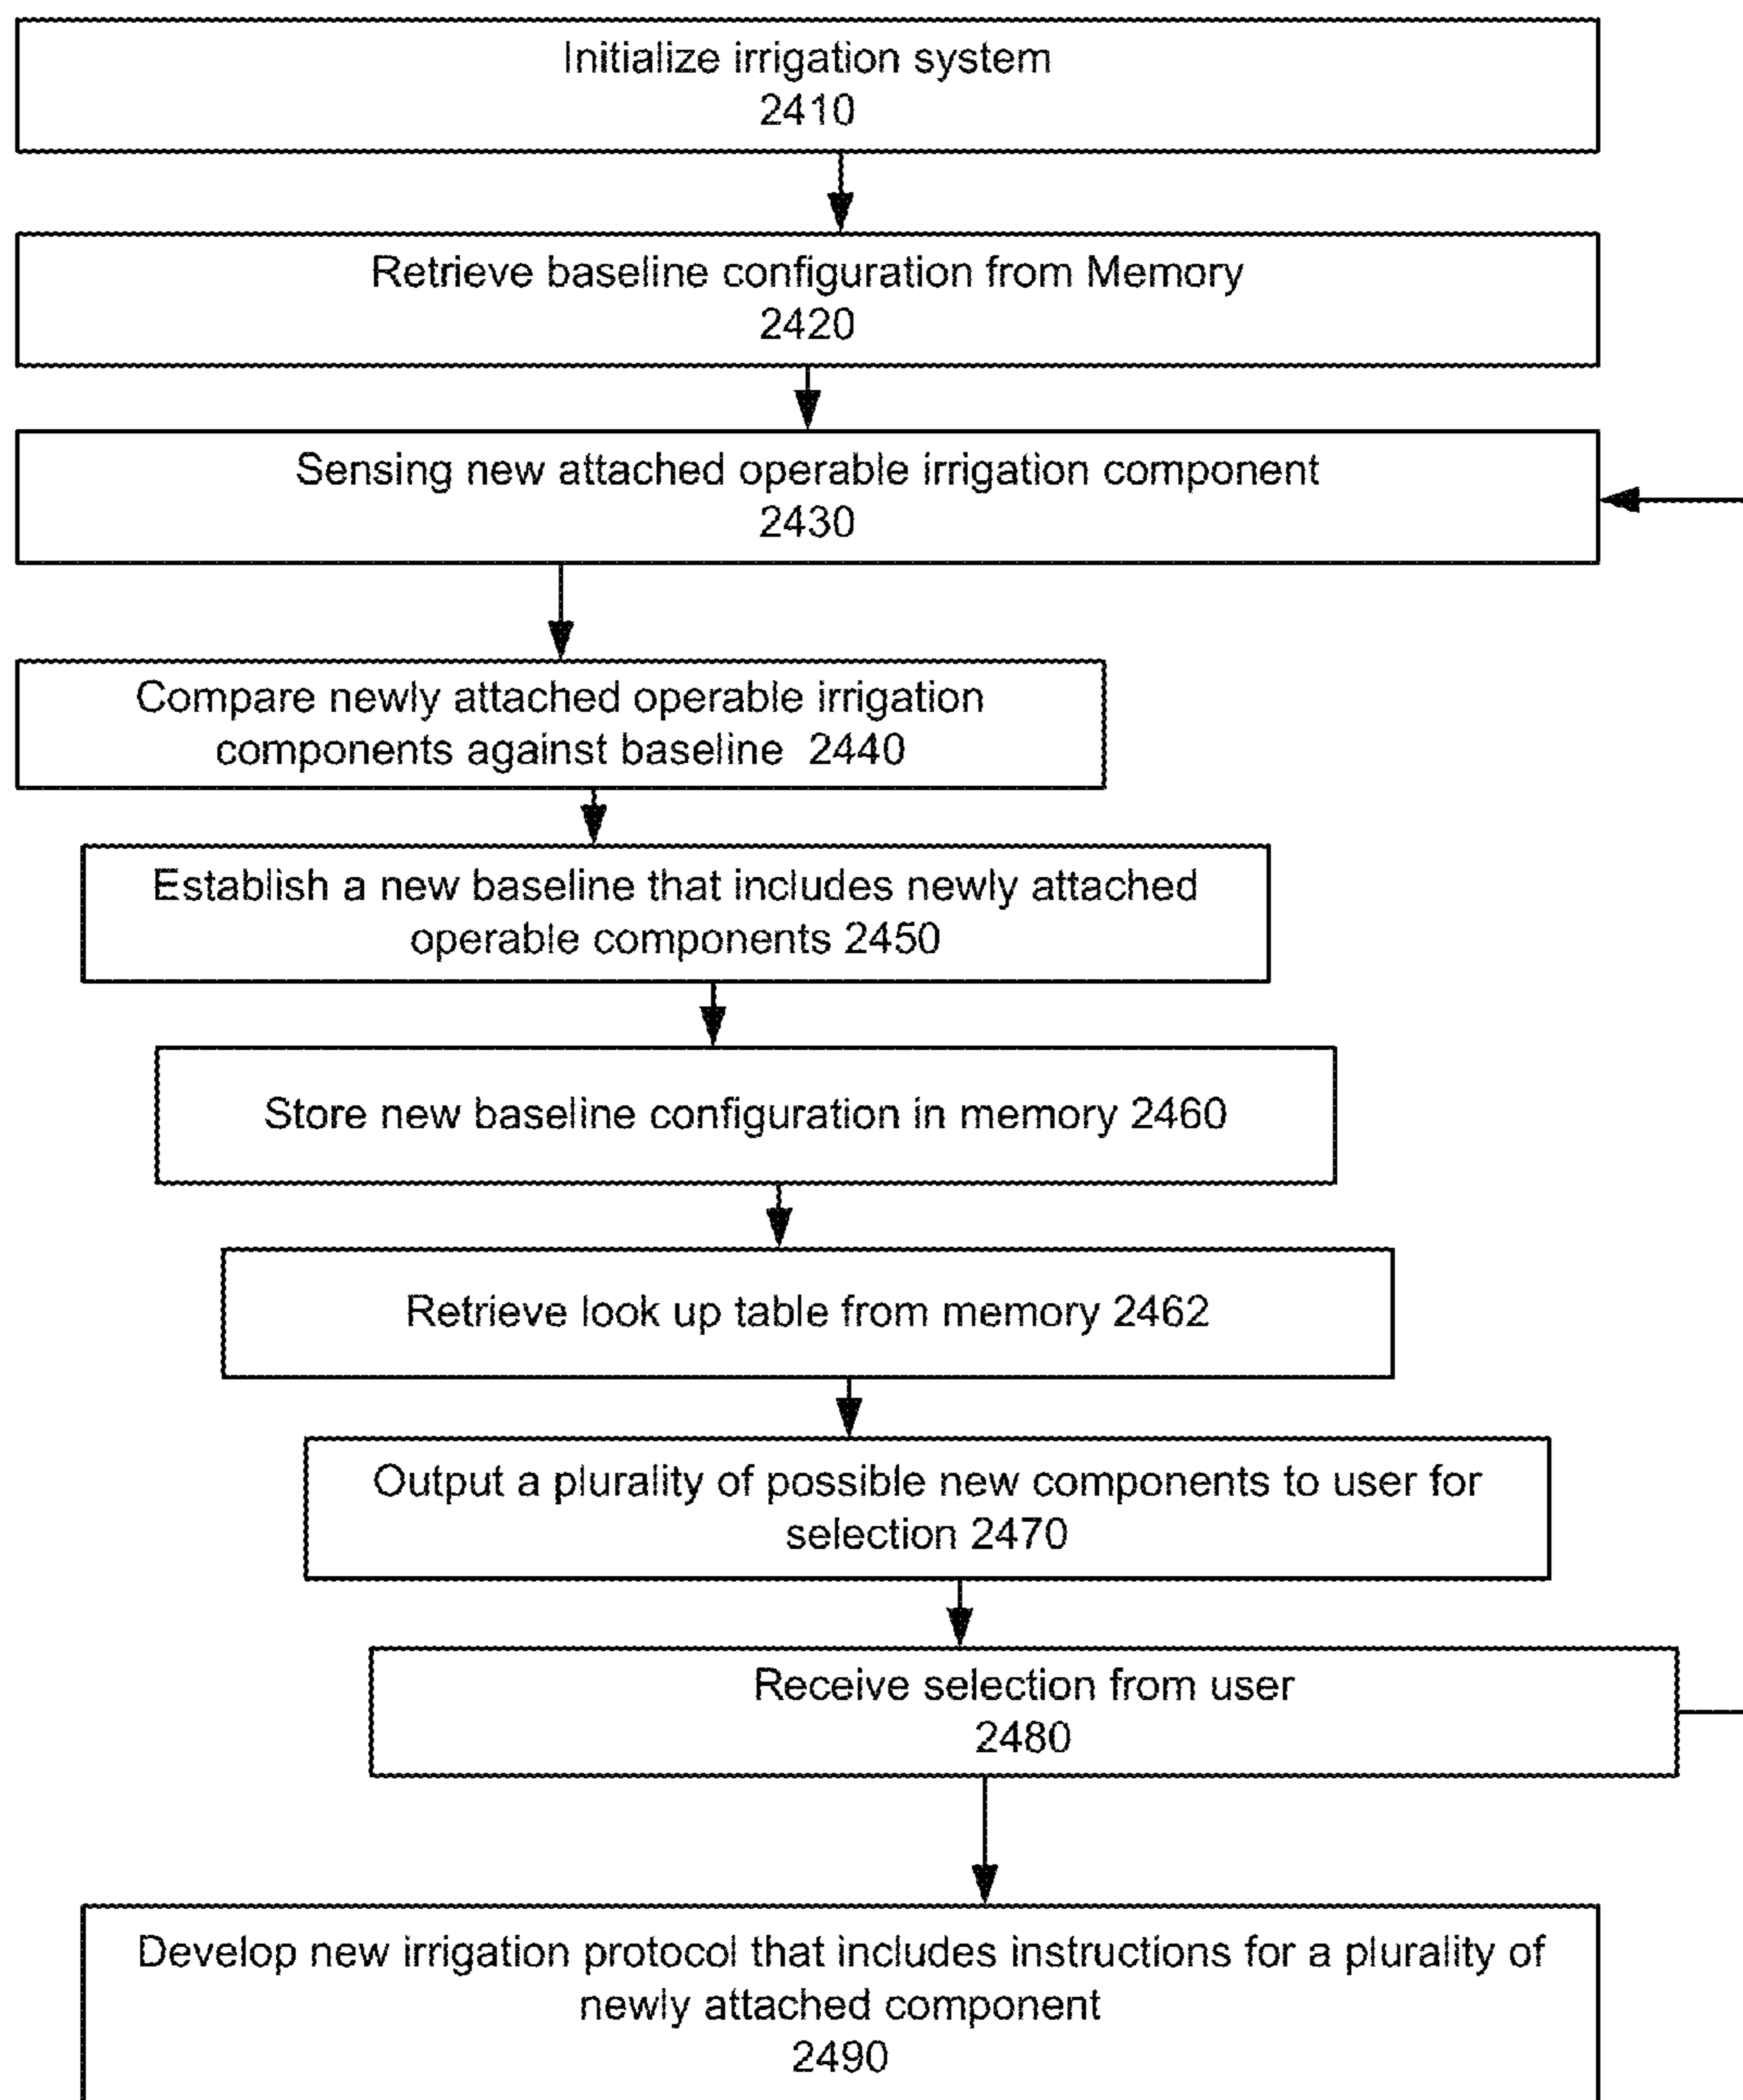 Initialize irrigation system
2410
Retrieve baseline configuration from Memory
2420
Sensing new attached operable irrigation component
2430
Compare newly attached operable irrigation
components against baseline 2440
Establish a new baseline that includes newly attached
operable components 2450
Store new baseline configuration in memory 2460
Retrieve look up table from memory 2462
Output a plurality of possible new components to user for
selection 2470
Receive selection from user
2480
Develop new irrigation protocol that includes instructions for a plurality of
newly attached component
2490